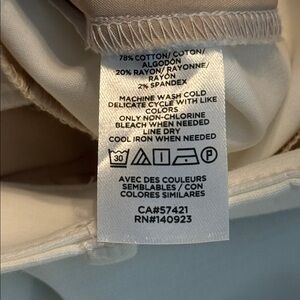 78% COTTON/ COTON/
ALGODÓN
20% RAYON/ RAYONNE/
RAYÓN
2% SPANDEX
MACHINE WASH COLD
DELICATE CYCLE WITH LIKE
COLORS
ONLY NON-CHLORINE
BLEACH WHEN NEEDED
LINE DRY
COOL IRON WHEN NEEDED
30 P
AVEC DES COULEURS
SEMBLABLES / CON
COLORES SIMILARES
CA#57421
RN#140923